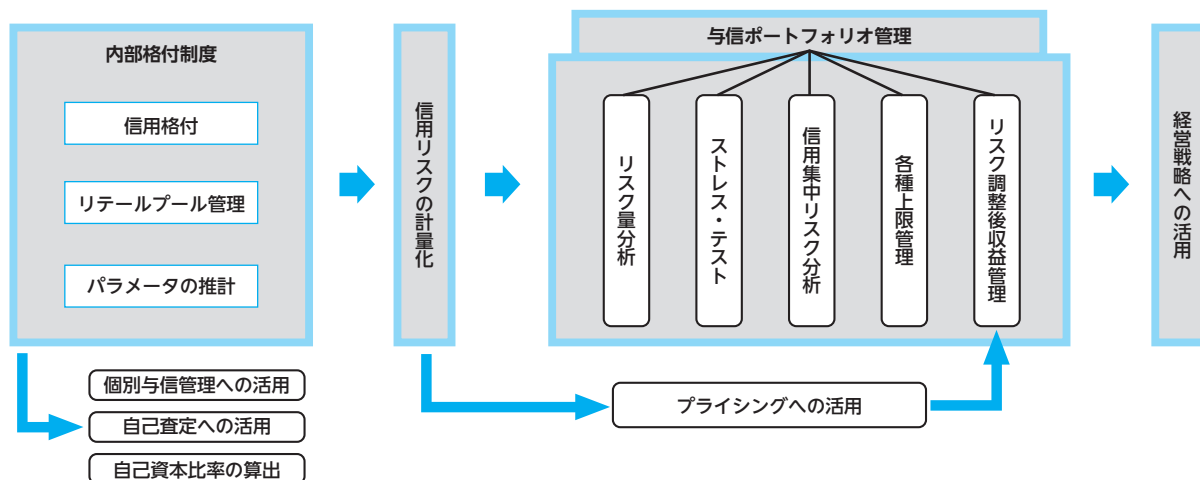 内部格付制度
信用格付
リテールプール管理
パラメータの推計
個別与信管理への活用
自己査定への活用
自己資本比率の算出
信用リスクの計量化
与信ポートフォリオ管理
リスク量分析
ストレス・テスト
信用集中リスク分析
各種上限管理
リスク調整後収益管理
プライシングへの活用
経営戦略への活用